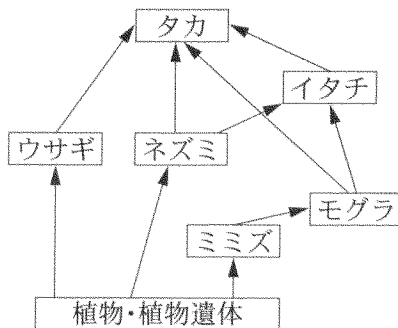 タカ
イタチ
ウサギ
ネズミ
モグラ
ミミズ
植物・植物遺体